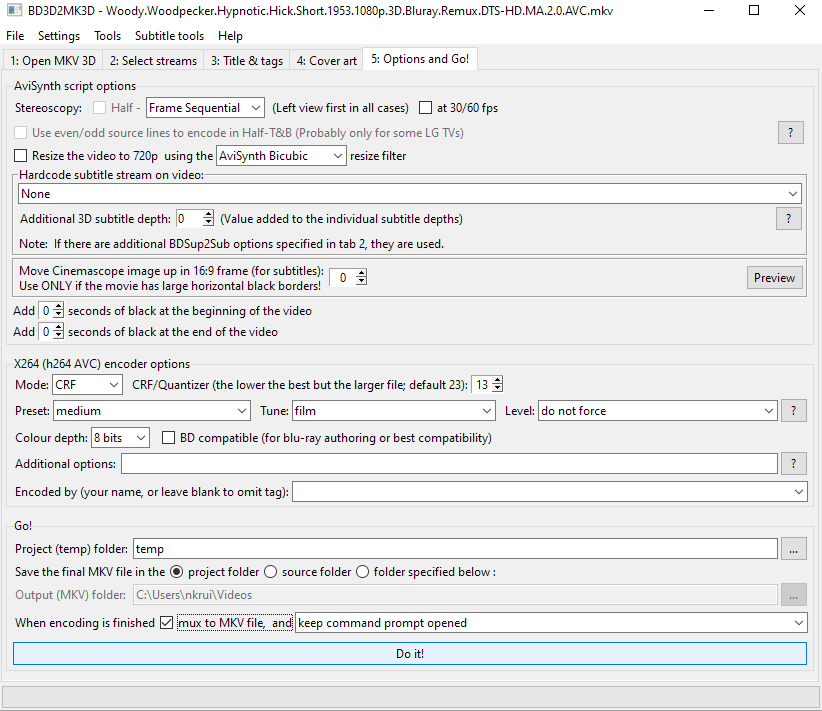 BD3D2MK3D - Woody.Woodpecker.Hypnotic.Hick.Short.1953.1080p.3D.Bluray.Remux.DTS-HD.MA.2.0.AVC.mkv
File Settings Tools Subtitle tools Help
1: Open MKV 3D 2: Select streams 3: Title & tags 4: Cover art 5: Options and Go!
AviSynth script options
Stereoscopy: Half - Frame Sequential (Left view first in all cases) at 30/60 fps
Use even/odd source lines to encode in Half-T&B (Probably only for some LG TVs) ?
Resize the video to 720p using the AviSynth Bicubic resize filter
Hardcode subtitle stream on video:
None
Additional 3D subtitle depth: 0 (Value added to the individual subtitle depths) ?
Note: If there are additional BDSup2Sub options specified in tab 2, they are used.
Move Cinemascope image up in 16:9 frame (for subtitles): 0 Preview
Use ONLY if the movie has large horizontal black borders!
Add 0 seconds of black at the beginning of the video
Add 0 seconds of black at the end of the video
X264 (h264 AVC) encoder options
Mode: CRF CRF/Quantizer (the lower the best but the larger file; default 23): 13
Preset: medium Tune: film Level: do not force ?
Colour depth: 8 bits BD compatible (for blu-ray authoring or best compatibility)
Additional options: ?
Encoded by (your name, or leave blank to omit tag):
Go!
Project (temp) folder: temp ...
Save the final MKV file in the project folder source folder folder specified below :
Output (MKV) folder: C:\Users\nkrui\Videos ...
When encoding is finished mux to MKV file, and keep command prompt opened
Do it!